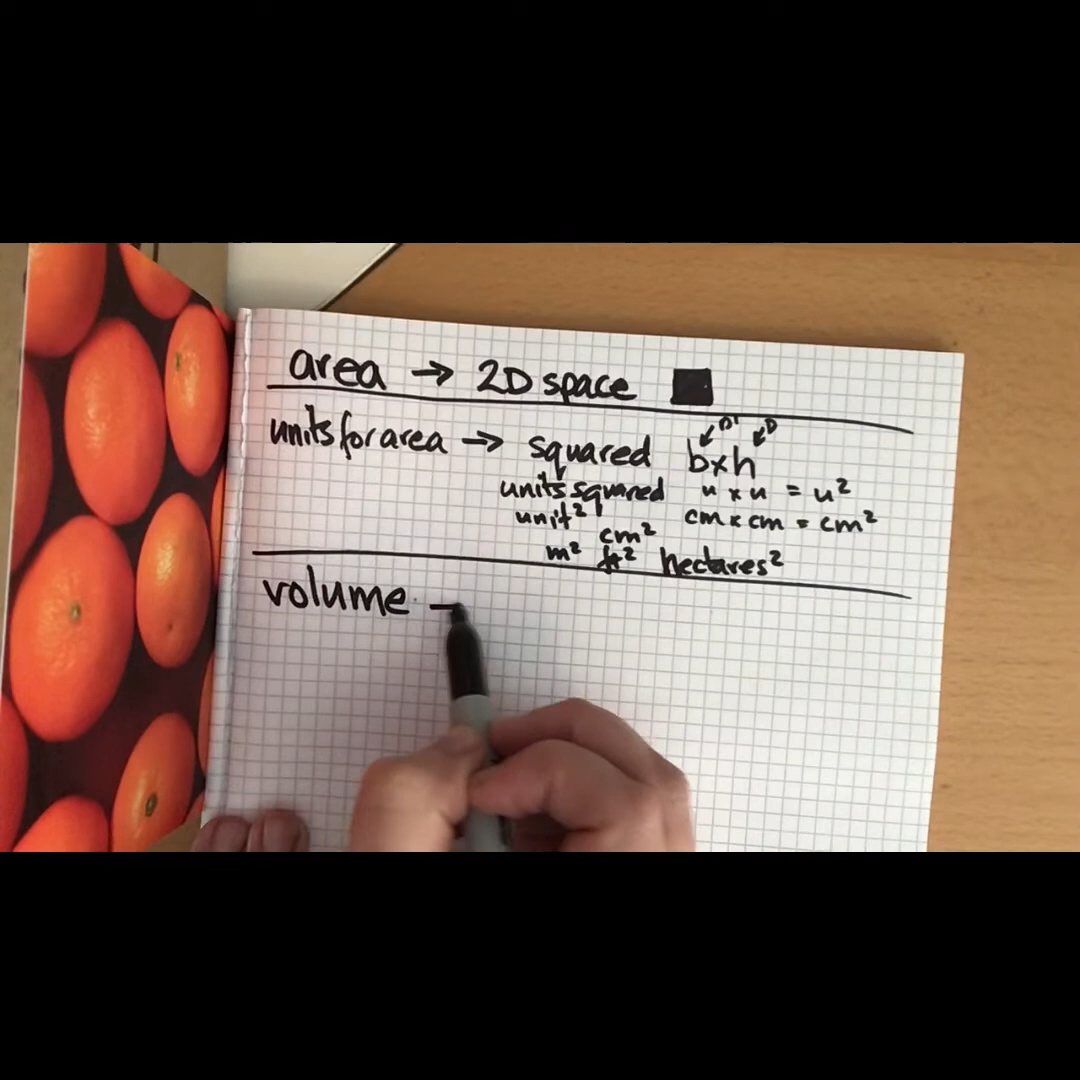 area → 2D space
units for area → squared b×h
units squared u × u = u²
unit² cm × cm = cm²
cm²
m² ft² hectares²
volume –